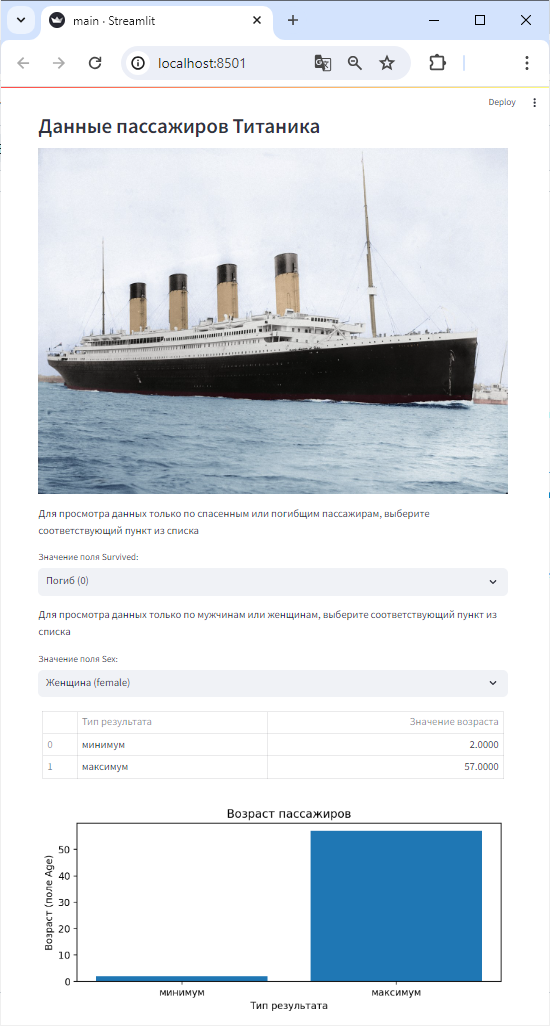 main · Streamlit
localhost:8501
Deploy
Данные пассажиров Титаника
Для просмотра данных только по спасенным или погибщим пассажирам, выберите
соответствующий пункт из списка
Значение поля Survived:
Погиб (0)
Для просмотра данных только по мужчинам или женщинам, выберите соответствующий пункт из
списка
Значение поля Sex:
Женщина (female)
Тип результата Значение возраста
0 минимум 2.0000
1 максимум 57.0000
Возраст пассажиров
50
40
30
20
10
0
Возраст (поле Age)
минимум максимум
Тип результата